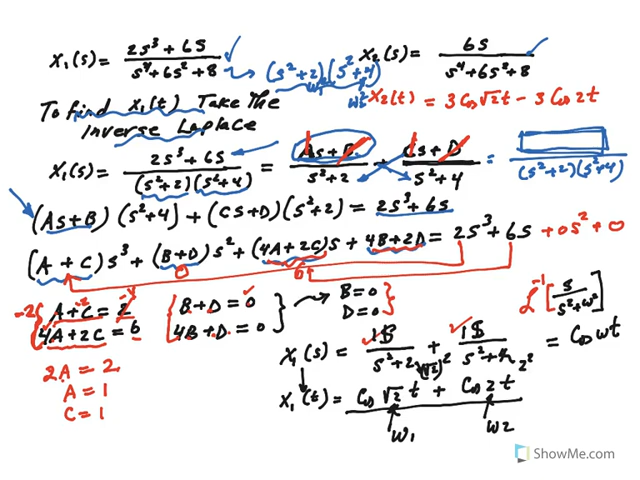 X₁(s) = (2s³ + 6s)/(s⁴+6s²+8) → (s²+2)(s²+4)
X₂(s) = 6s/(s⁴+6s²+8)
To find X₁(t) Take The
inverse Laplace
X₂(t) = 3 Cos √2 t − 3 Cos 2t
X₁(s) = (2s³ + 6s)/((s²+2)(s²+4)) = (As+B)/(s²+2) + (Cs+D)/(s²+4) = /((s²+2)(s²+4))
(As+B)(s²+4) + (Cs+D)(s²+2) = 2s³+6s
(A + C)s³ + (B+D)s² + (4A+2C)s + 4B+2D = 2s³ + 6s + 0s² + 0
-2{ A+C = 2
4A+2C = 6
2A = 2
A = 1
C = 1
{ B+D = 0
4B+D = 0 } → B=0
D=0 }
L⁻¹[s/(s²+ω²)] = Cos ωt
X₁(s) = 1s/(s²+2) + 1s/(s²+4)
(√2)² 2²
X₁(t) = Cos √2 t + Cos 2t
ω1 ω2
ShowMe.com